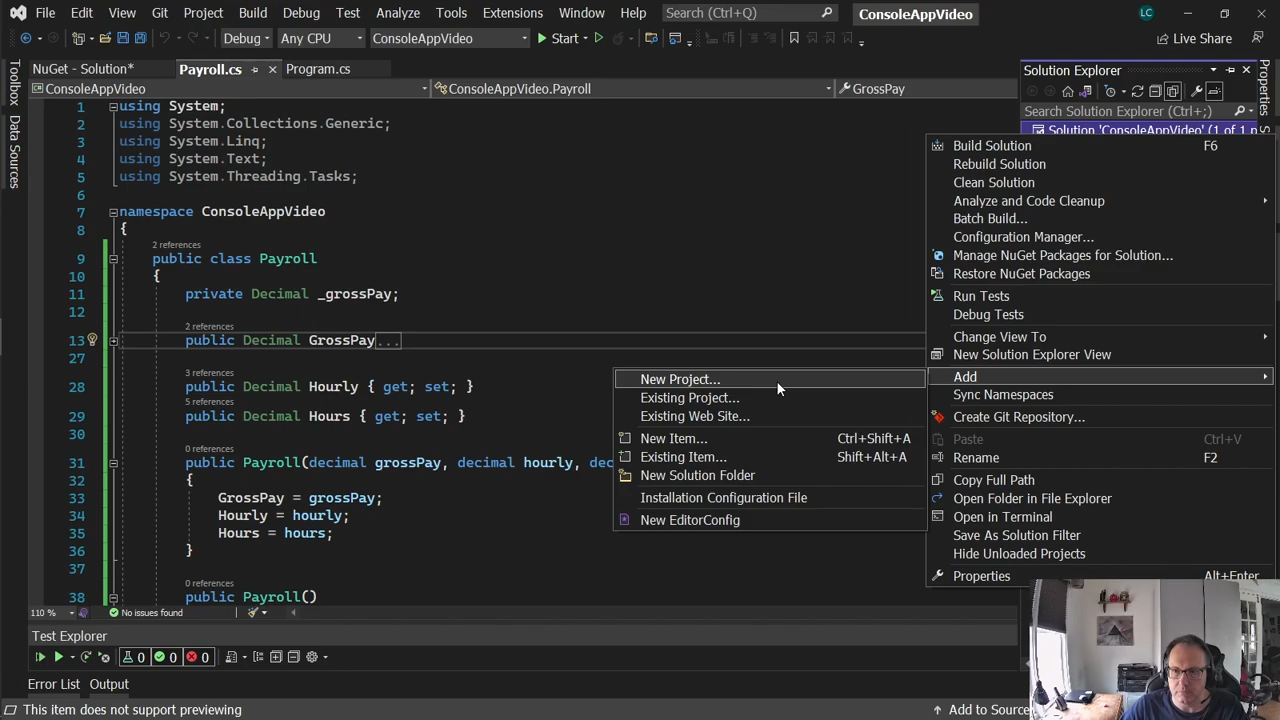 File Edit View Git Project Build Debug Test Analyze Tools Extensions Window Help Search (Ctrl+Q) ConsoleAppVideo LC
Debug Any CPU ConsoleAppVideo Start Live Share
NuGet - Solution* Payroll.cs Program.cs
ConsoleAppVideo ConsoleAppVideo.Payroll GrossPay
Toolbox
Data Sources
1 using System;
2 using System.Collections.Generic;
3 using System.Linq;
4 using System.Text;
5 using System.Threading.Tasks;
6
7 namespace ConsoleAppVideo
8 {
2 references
9 public class Payroll
10 {
11 private Decimal _grossPay;
12
2 references
13 public Decimal GrossPay...
27
3 references
28 public Decimal Hourly { get; set; }
5 references
29 public Decimal Hours { get; set; }
30
0 references
31 public Payroll(decimal grossPay, decimal hourly, dec
32 {
33 GrossPay = grossPay;
34 Hourly = hourly;
35 Hours = hours;
36 }
37
0 references
38 public Payroll()
110 % No issues found
Test Explorer
0 0 0
Error List Output
This item does not support previewing
Add to Source
Solution Explorer
Search Solution Explorer (Ctrl+;)
Solution 'ConsoleAppVideo' (1 of 1 p
Properties
Build Solution F6
Rebuild Solution
Clean Solution
Analyze and Code Cleanup
Batch Build...
Configuration Manager...
Manage NuGet Packages for Solution...
Restore NuGet Packages
Run Tests
Debug Tests
Change View To
New Solution Explorer View
Add
Sync Namespaces
Create Git Repository...
Paste Ctrl+V
Rename F2
Copy Full Path
Open Folder in File Explorer
Open in Terminal
Save As Solution Filter
Hide Unloaded Projects
Properties Alt+Enter
New Project...
Existing Project...
Existing Web Site...
New Item... Ctrl+Shift+A
Existing Item... Shift+Alt+A
New Solution Folder
Installation Configuration File
New EditorConfig